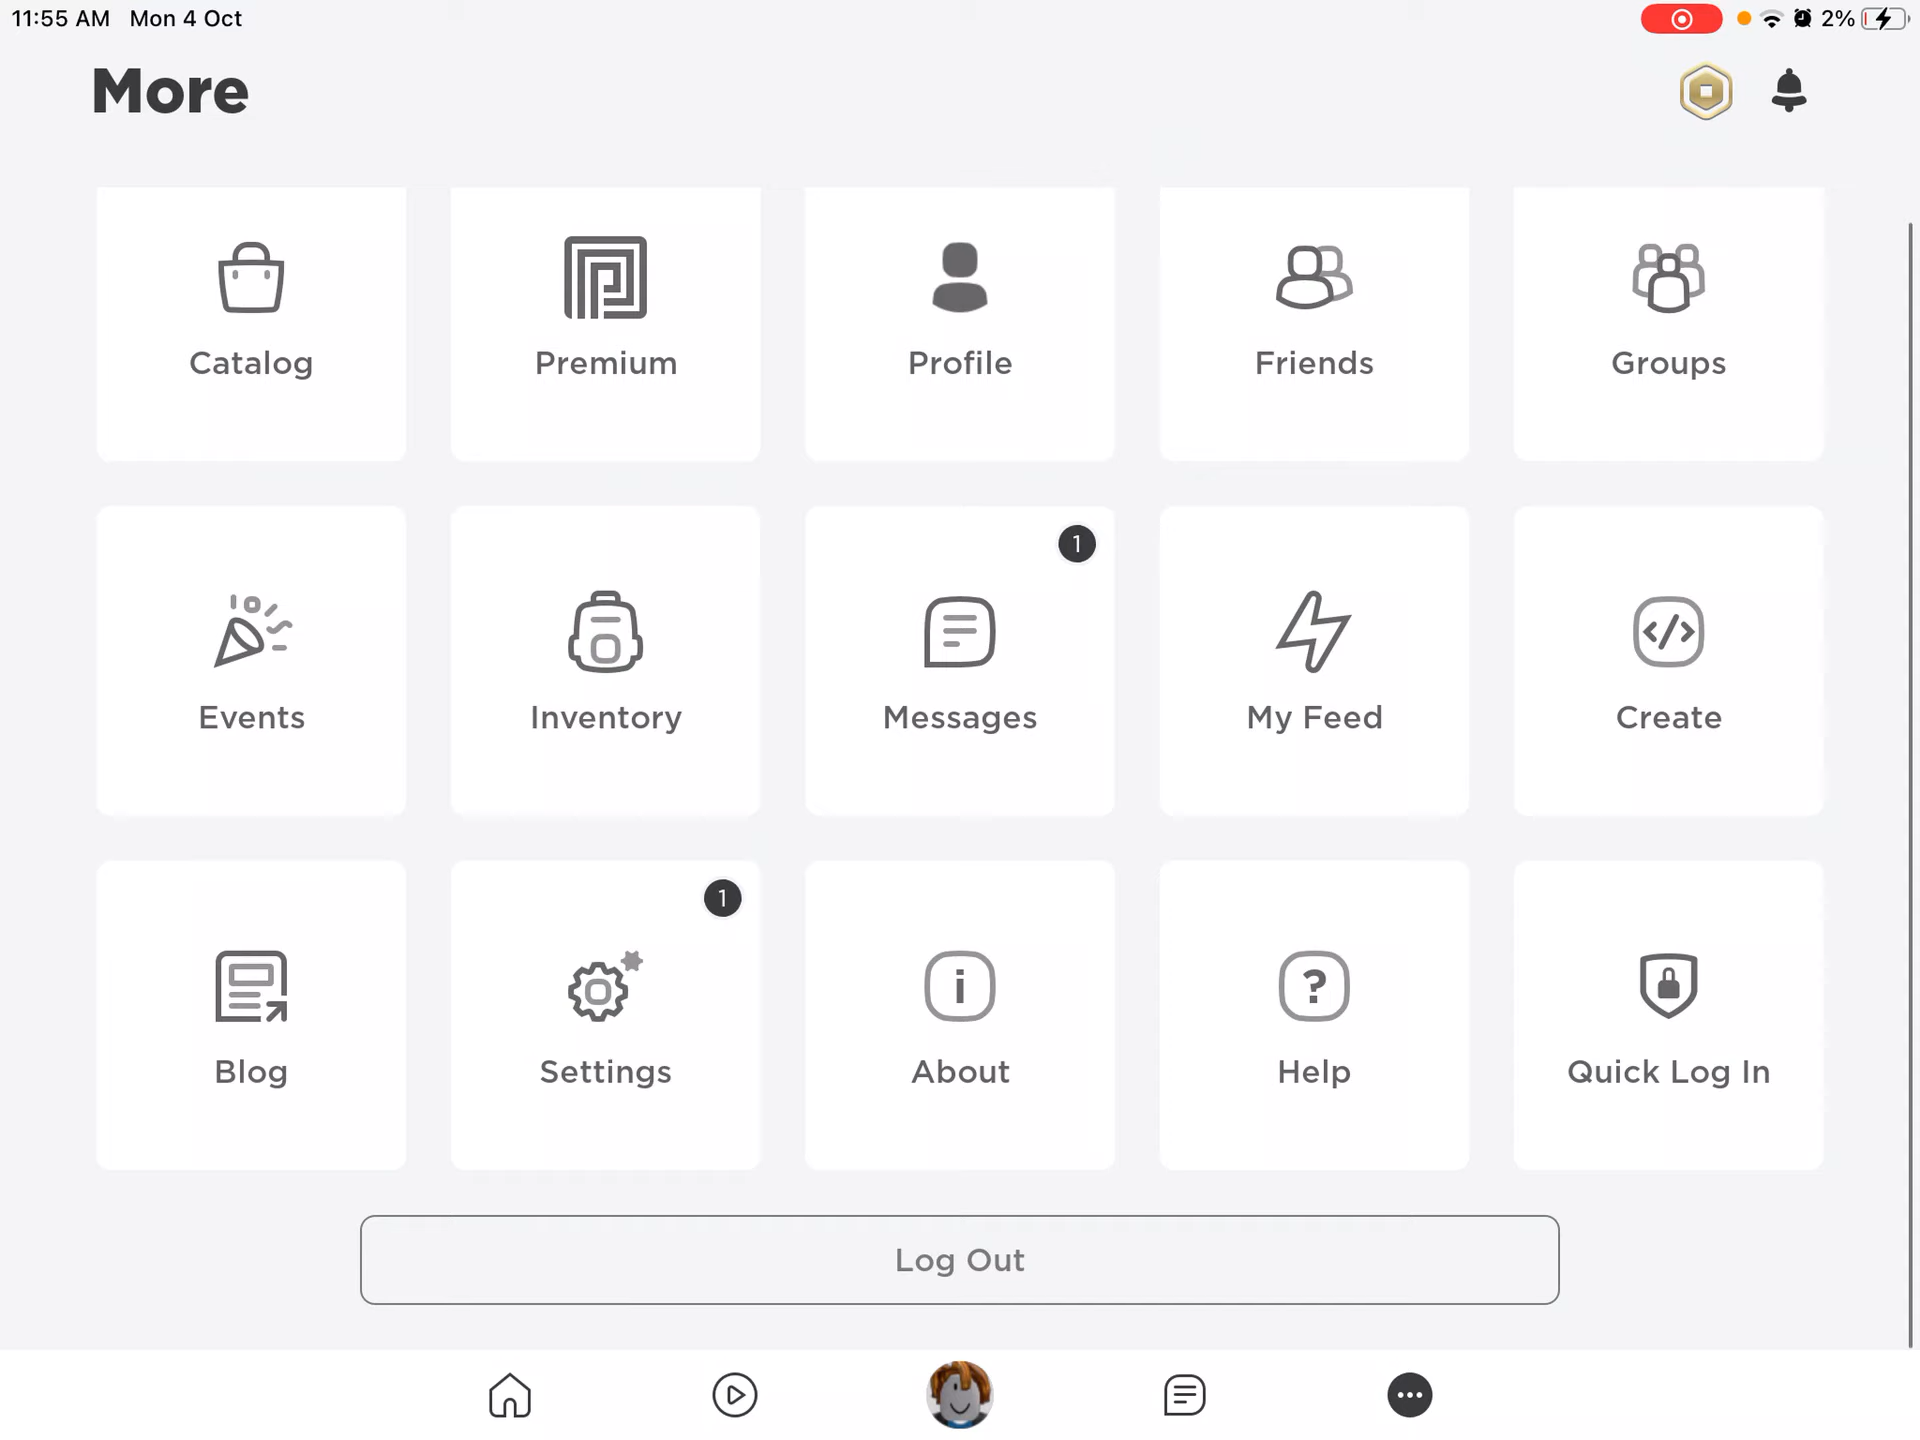 11:55 AM Mon 4 Oct 2%
More
Catalog Premium Profile Friends Groups
1
Events Inventory Messages My Feed Create
1
Blog Settings About Help Quick Log In
Log Out